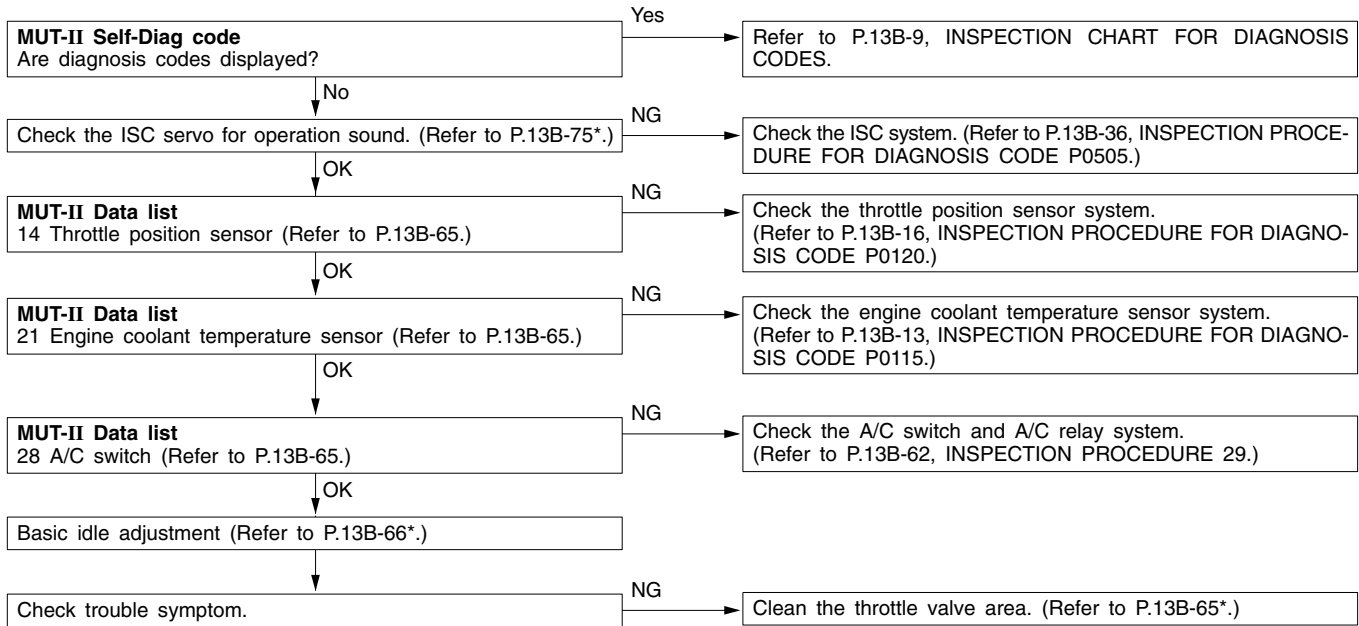 MUT-II Self-Diag code
Are diagnosis codes displayed?
Yes
Refer to P.13B-9, INSPECTION CHART FOR DIAGNOSIS
CODES.
No
Check the ISC servo for operation sound. (Refer to P.13B-75*.)
NG
Check the ISC system. (Refer to P.13B-36, INSPECTION PROCE-
DURE FOR DIAGNOSIS CODE P0505.)
OK
MUT-II Data list
14 Throttle position sensor (Refer to P.13B-65.)
NG
Check the throttle position sensor system.
(Refer to P.13B-16, INSPECTION PROCEDURE FOR DIAGNO-
SIS CODE P0120.)
OK
MUT-II Data list
21 Engine coolant temperature sensor (Refer to P.13B-65.)
NG
Check the engine coolant temperature sensor system.
(Refer to P.13B-13, INSPECTION PROCEDURE FOR DIAGNO-
SIS CODE P0115.)
OK
MUT-II Data list
28 A/C switch (Refer to P.13B-65.)
NG
Check the A/C switch and A/C relay system.
(Refer to P.13B-62, INSPECTION PROCEDURE 29.)
OK
Basic idle adjustment (Refer to P.13B-66*.)
Check trouble symptom.
NG
Clean the throttle valve area. (Refer to P.13B-65*.)